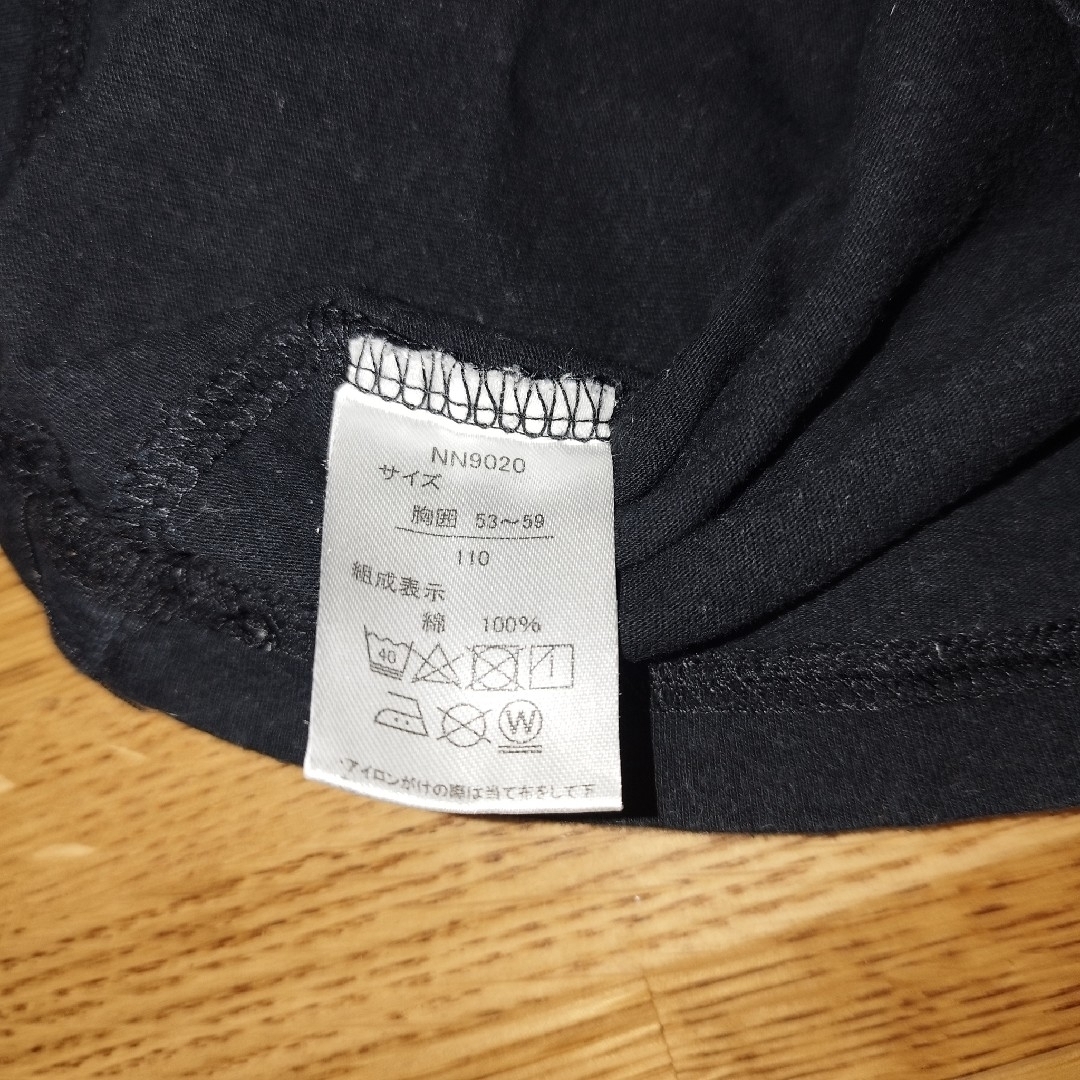 NN9020
サイズ
胸囲 53～59
110
組成表示
綿 100%
40
W
・アイロンがけの際は当て布をして下